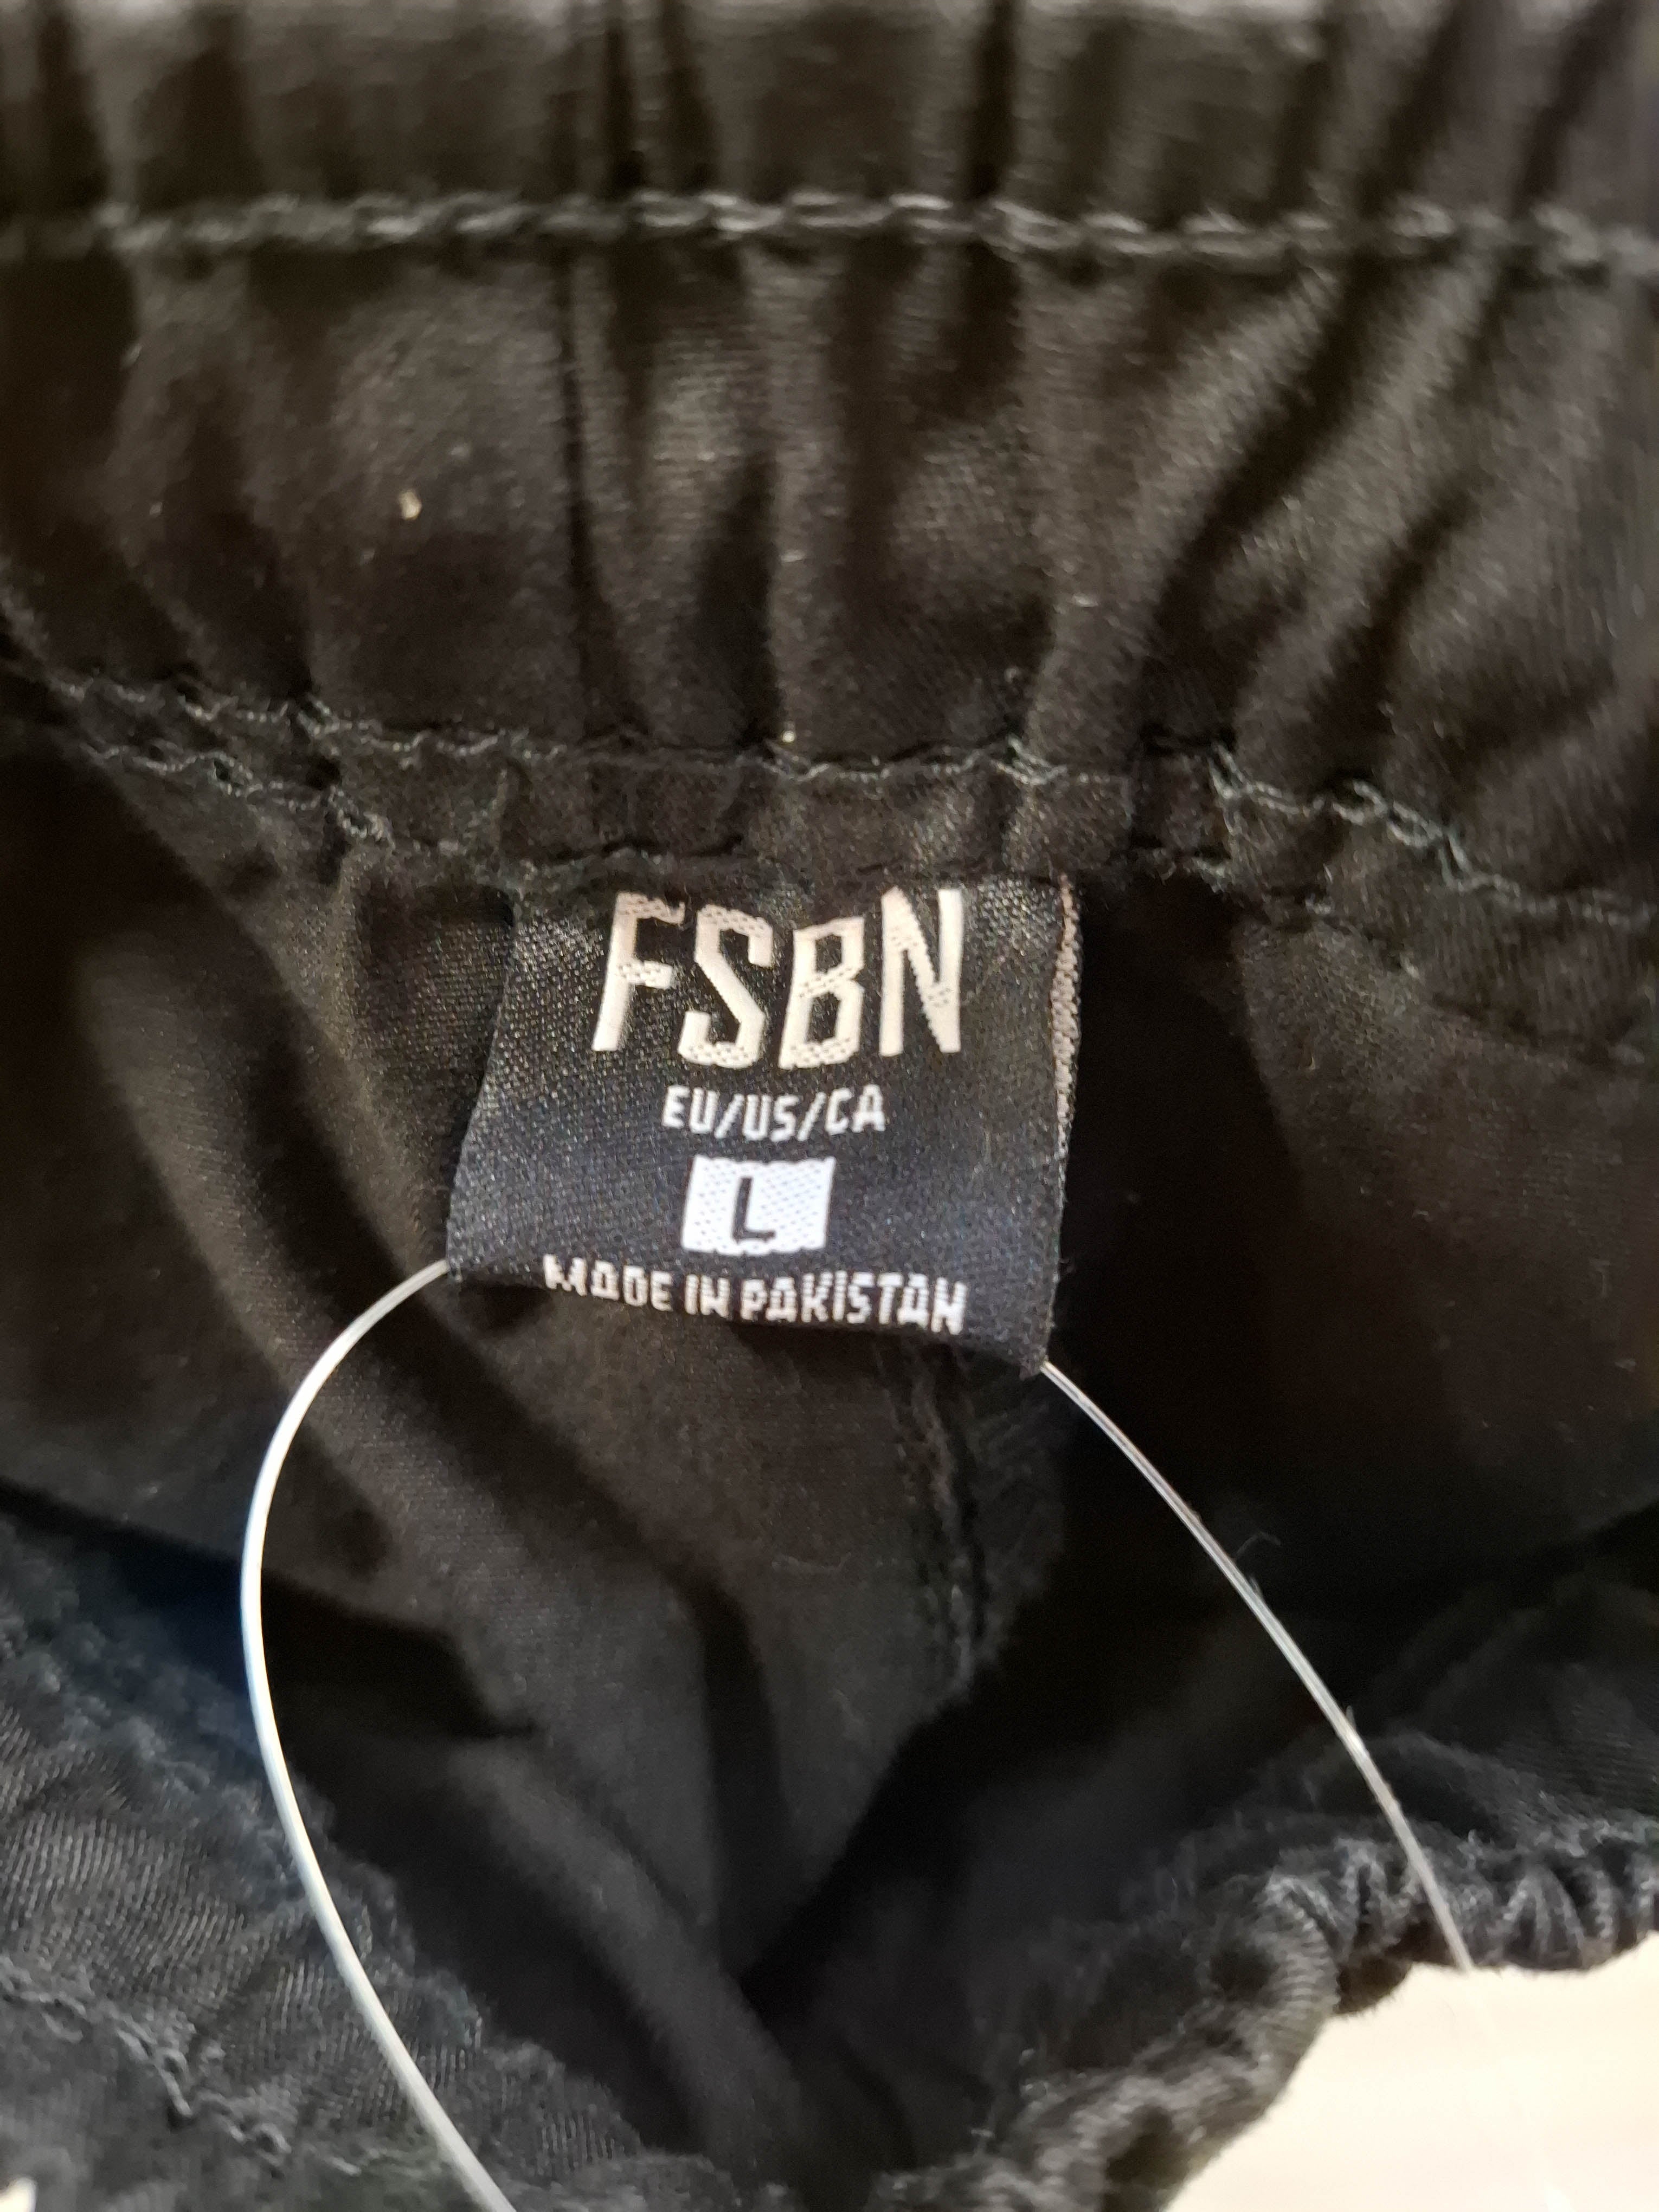 FSBN
EU/US/CA
L
MADE IN PAKISTAN